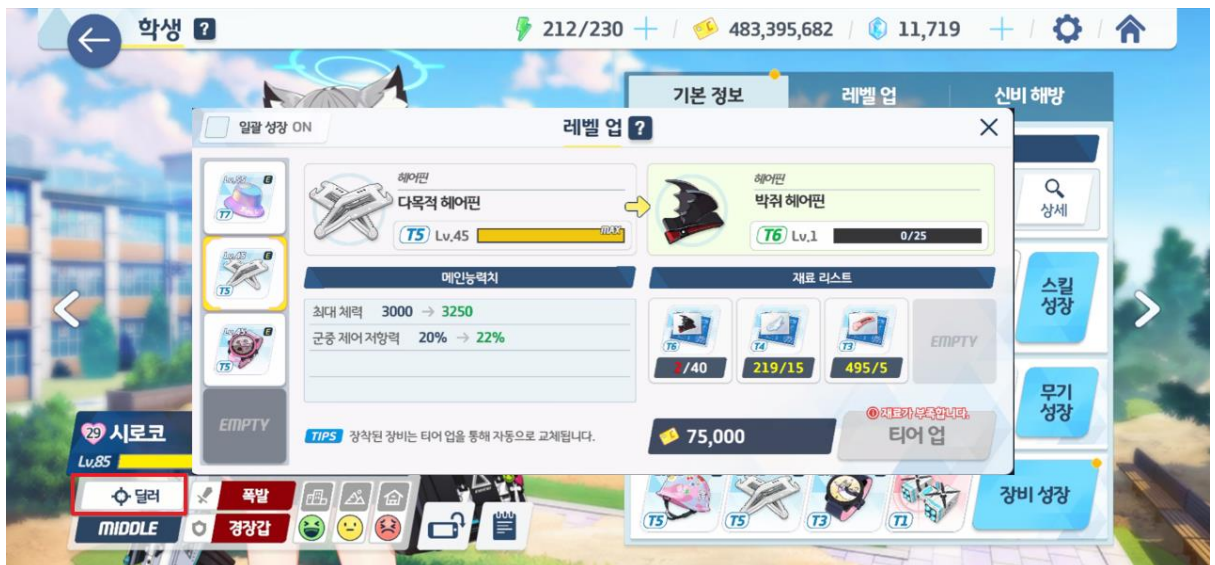 학생 ?
212/230
483,395,682
11,719
기본 정보
레벨 업
신비 해방
일괄 성장 ON
레벨 업 ?
E
T7
Lv.45 E
T5
Lv.45 E
T5
EMPTY
헤어핀
다목적 헤어핀
T5 Lv.45 MAX
헤어핀
박쥐 헤어핀
T6 Lv.1 0/25
메인능력치
최대 체력 3000 → 3250
군중 제어 저항력 20% → 22%
재료 리스트
T6
T4
T3
EMPTY
2/40
219/15
495/5
TIPS 장착된 장비는 티어 업을 통해 자동으로 교체됩니다.
75,000
재료가 부족합니다.
티어 업
상세
스킬
성장
무기
성장
장비 성장
29 시로코
Lv.85
딜러
폭발
MIDDLE
경장갑
T5
T5
T3
T1